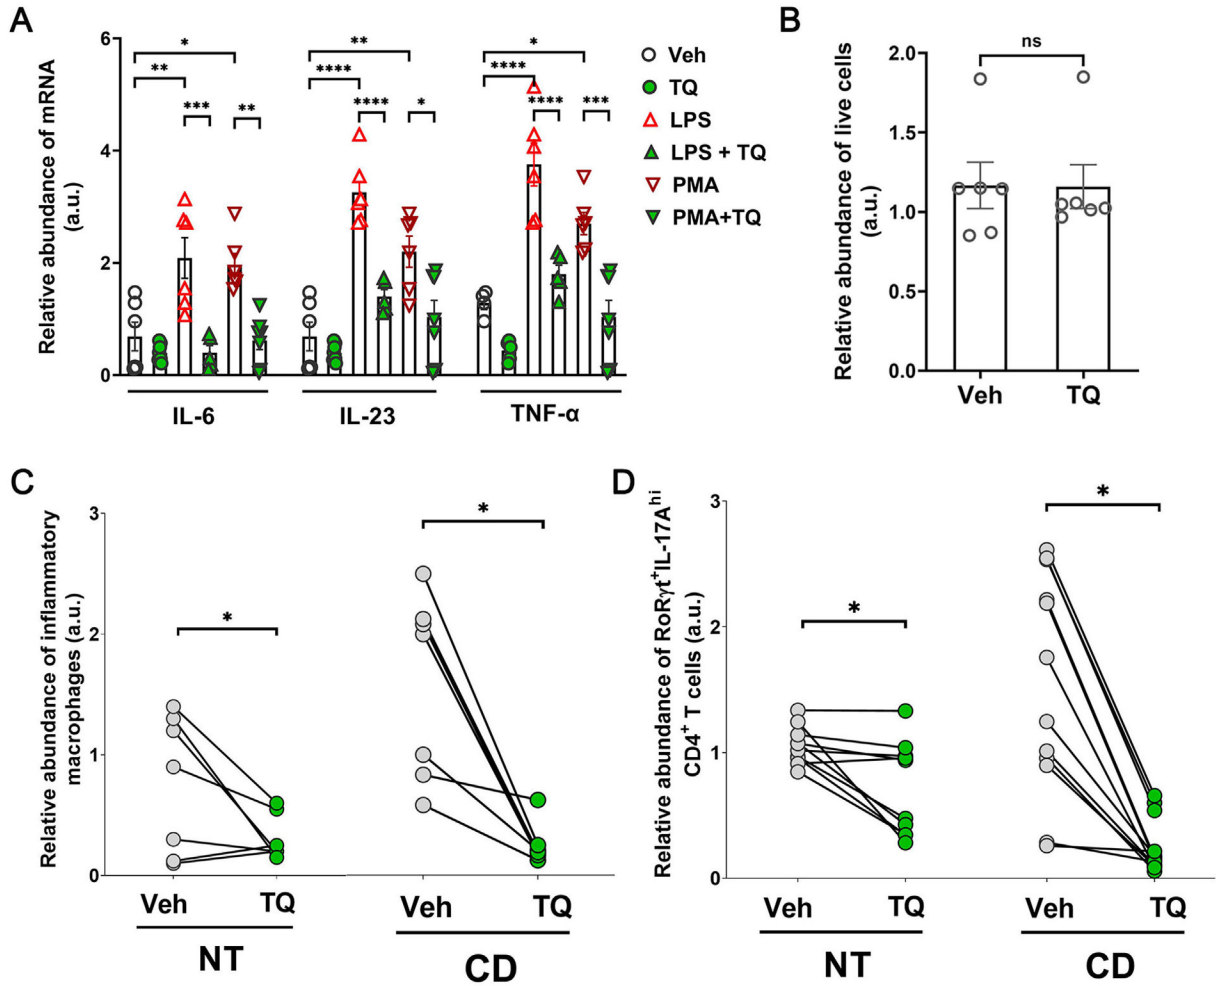 A
Relative abundance of mRNA
(a.u.)
6
4
2
0
*
**
***
**
**
****
****
*
*
****
****
***
IL-6
IL-23
TNF-α
Veh
TQ
LPS
LPS + TQ
PMA
PMA+TQ
B
Relative abundance of live cells
(a.u.)
2.0
1.5
1.0
0.5
0.0
ns
Veh
TQ
C
Relative abundance of inflammatory
macrophages (a.u.)
3
2
1
0
*
*
Veh
TQ
Veh
TQ
NT
CD
D
Relative abundance of RoRγt+IL-17Ahi
CD4+ T cells (a.u.)
3
2
1
0
*
*
Veh
TQ
Veh
TQ
NT
CD